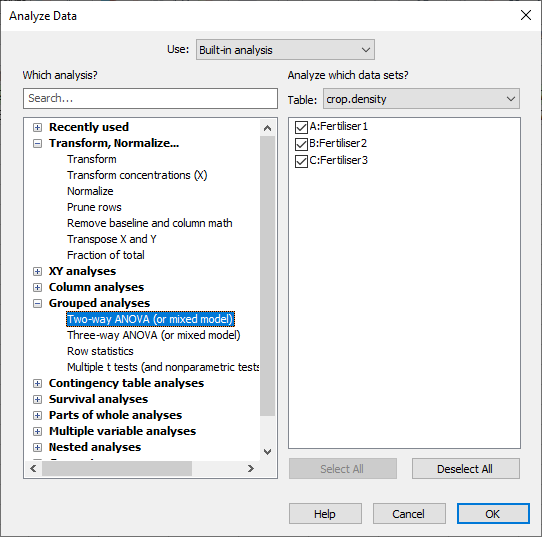 Analyze Data
Use: Built-in analysis
Which analysis?
Search...
Recently used
Transform, Normalize...
Transform
Transform concentrations (X)
Normalize
Prune rows
Remove baseline and column math
Transpose X and Y
Fraction of total
XY analyses
Column analyses
Grouped analyses
Two-way ANOVA (or mixed model)
Three-way ANOVA (or mixed model)
Row statistics
Multiple t tests (and nonparametric tests
Contingency table analyses
Survival analyses
Parts of whole analyses
Multiple variable analyses
Nested analyses
Analyze which data sets?
Table: crop.density
A:Fertiliser1
B:Fertiliser2
C:Fertiliser3
Select All
Deselect All
Help
Cancel
OK